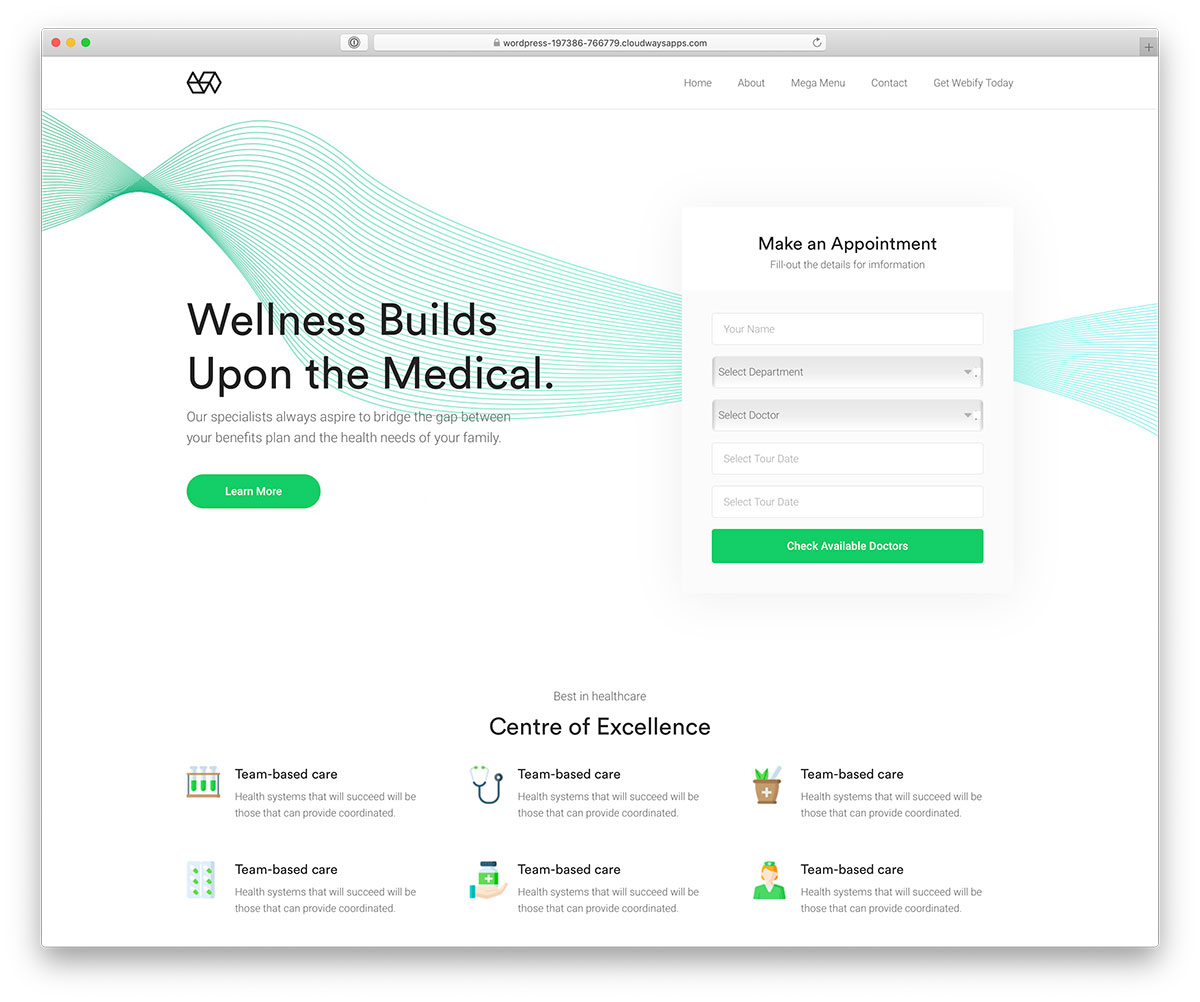 wordpress-197386-766779.cloudwaysapps.com
Home About Mega Menu Contact Get Webify Today
Make an Appointment
Fill-out the details for imformation
Wellness Builds
Upon the Medical.
Our specialists always aspire to bridge the gap between
your benefits plan and the health needs of your family.
Learn More
Your Name
Select Department
Select Doctor
Select Tour Date
Select Tour Date
Check Available Doctors
Best in healthcare
Centre of Excellence
Team-based care
Health systems that will succeed will be
those that can provide coordinated.
Team-based care
Health systems that will succeed will be
those that can provide coordinated.
Team-based care
Health systems that will succeed will be
those that can provide coordinated.
Team-based care
Health systems that will succeed will be
those that can provide coordinated.
Team-based care
Health systems that will succeed will be
those that can provide coordinated.
Team-based care
Health systems that will succeed will be
those that can provide coordinated.